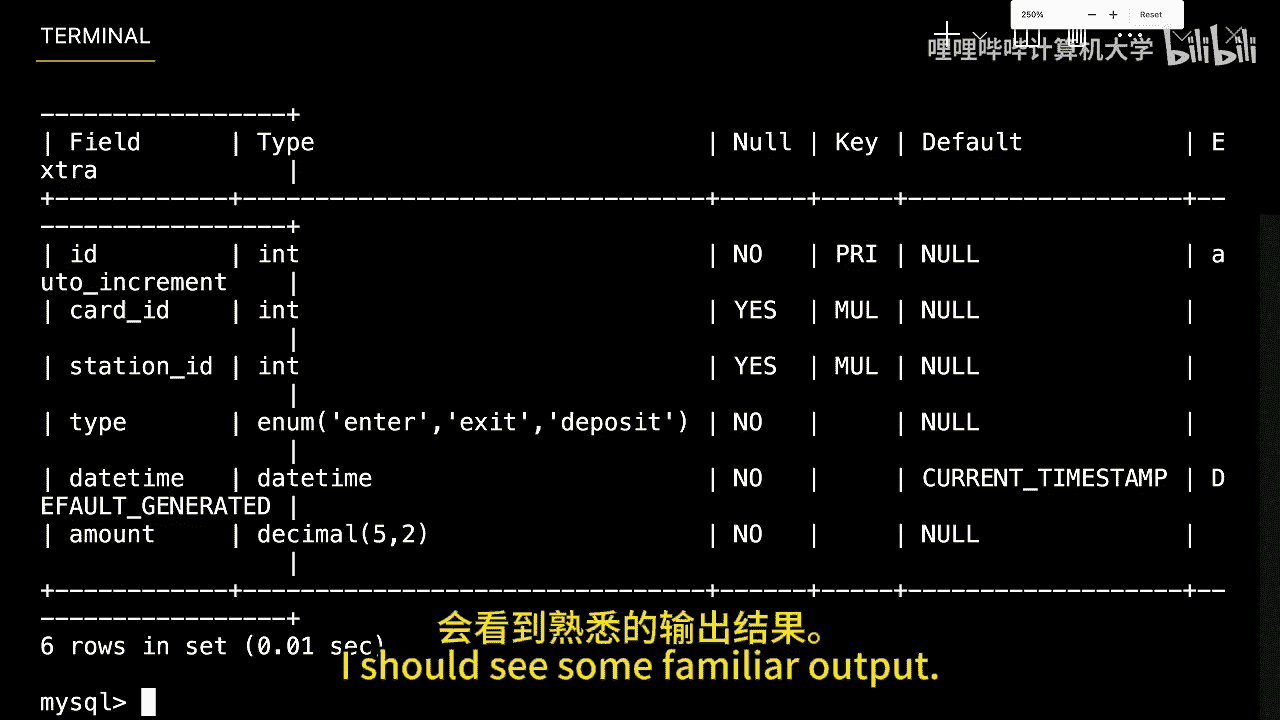 250% − + Reset
TERMINAL
哩哩哔哔计算机大学 bilibili
-----------------+
| Field | Type | Null | Key | Default | E
xtra |
+-------------+--------------------------------+------+-----+-------------------+--
-----------------+
| id | int | NO | PRI | NULL | a
uto_increment |
| card_id | int | YES | MUL | NULL |
|
| station_id | int | YES | MUL | NULL |
|
| type | enum('enter','exit','deposit') | NO | | NULL |
|
| datetime | datetime | NO | | CURRENT_TIMESTAMP | D
EFAULT_GENERATED |
| amount | decimal(5,2) | NO | | NULL |
|
+-------------+--------------------------------+------+-----+-------------------+--
-----------------+
6 rows in set (0.01 sec)
会看到熟悉的输出结果。
I should see some familiar output.
mysql>